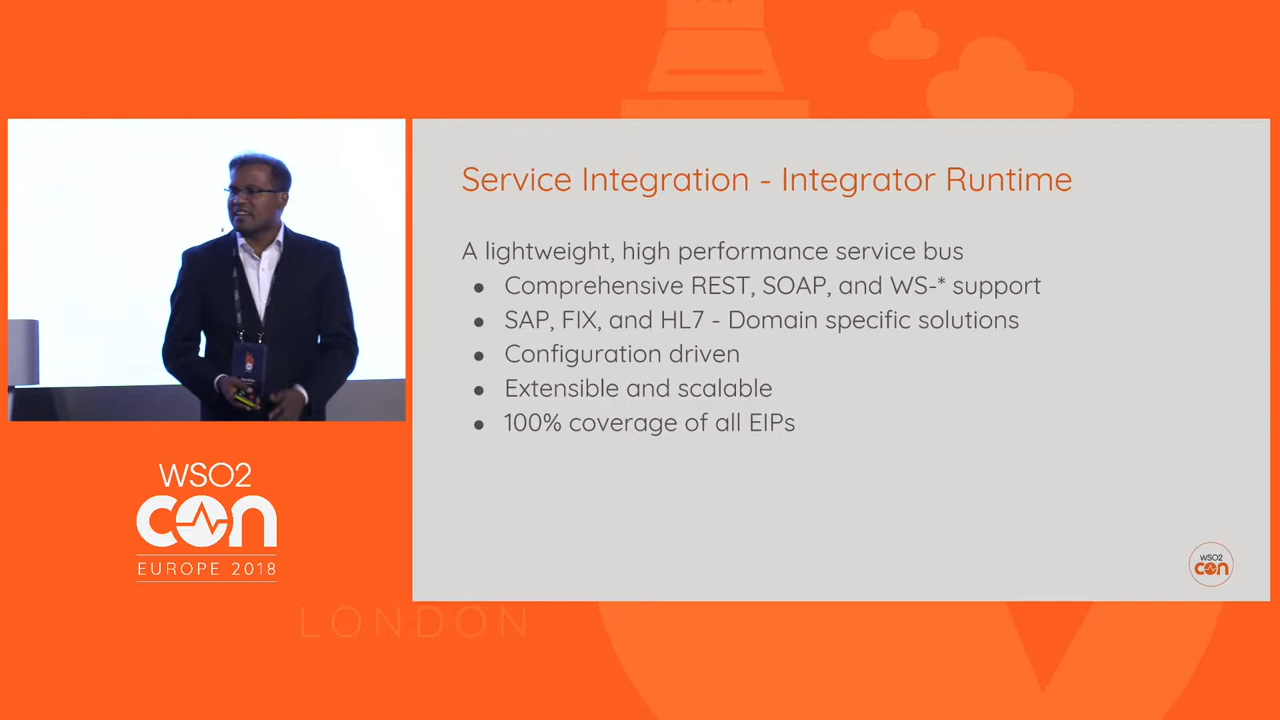 Service Integration - Integrator Runtime
A lightweight, high performance service bus
● Comprehensive REST, SOAP, and WS-* support
● SAP, FIX, and HL7 - Domain specific solutions
● Configuration driven
● Extensible and scalable
● 100% coverage of all EIPs
WSO2
con
EUROPE 2018
LONDON
WSO2
con